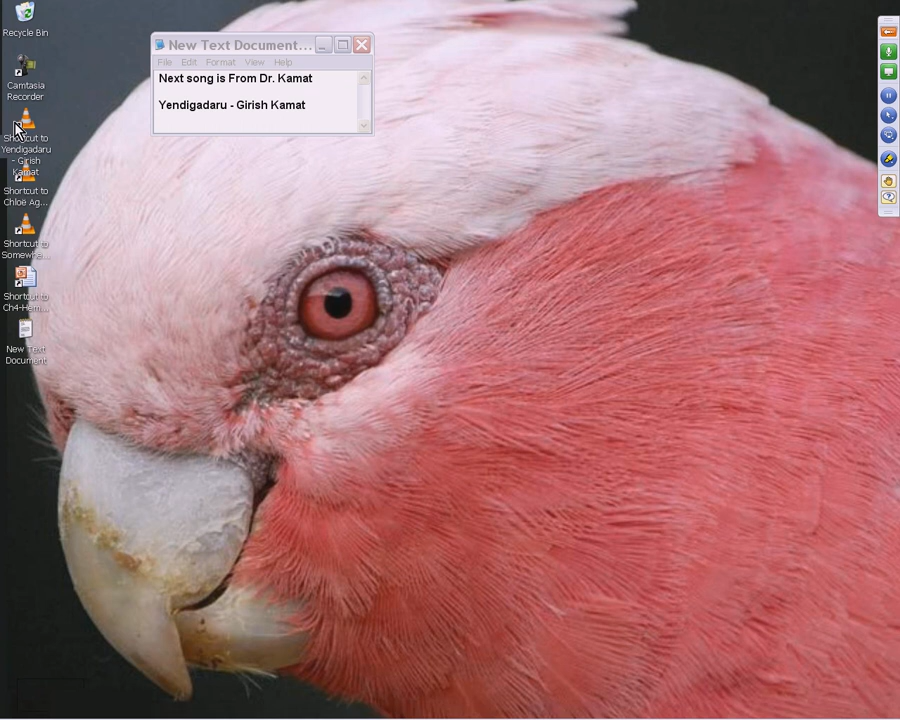 Recycle Bin
Camtasia
Recorder
Shortcut to
Yendigadaru
- Girish
Kamat
Shortcut to
Chloë Ag...
Shortcut to
Somewhe...
Shortcut to
Ch4-Hem...
New Text
Document
New Text Document...
File Edit Format View Help
Next song is From Dr. Kamat
Yendigadaru - Girish Kamat